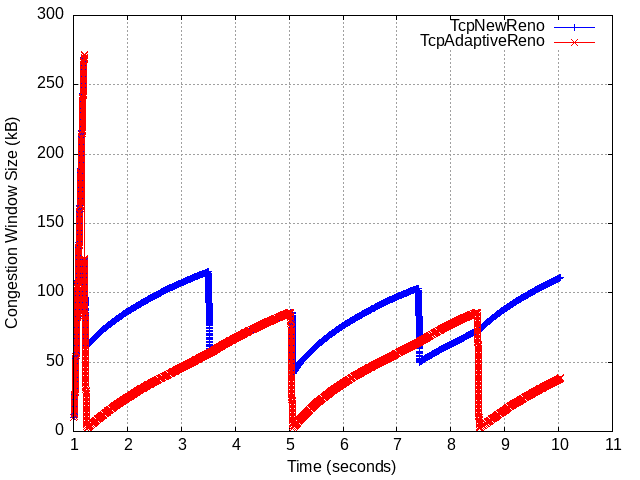 300
250
200
150
100
50
0
Congestion Window Size (kB)
TcpNewReno
TcpAdaptiveReno
1 2 3 4 5 6 7 8 9 10 11
Time (seconds)